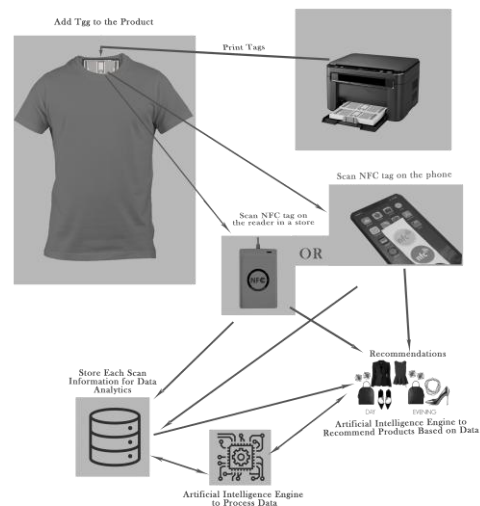 Add Tgg to the Product
Print Tags
Scan NFC tag on the phone
Scan NFC tag on
the reader in a store
OR
NFC
Recommendations
Store Each Scan
Information for Data
Analytics
DAY
EVENING
Artificial Intelligence Engine to
Recommend Products Based on Data
Artificial Intelligence Engine
to Process Data